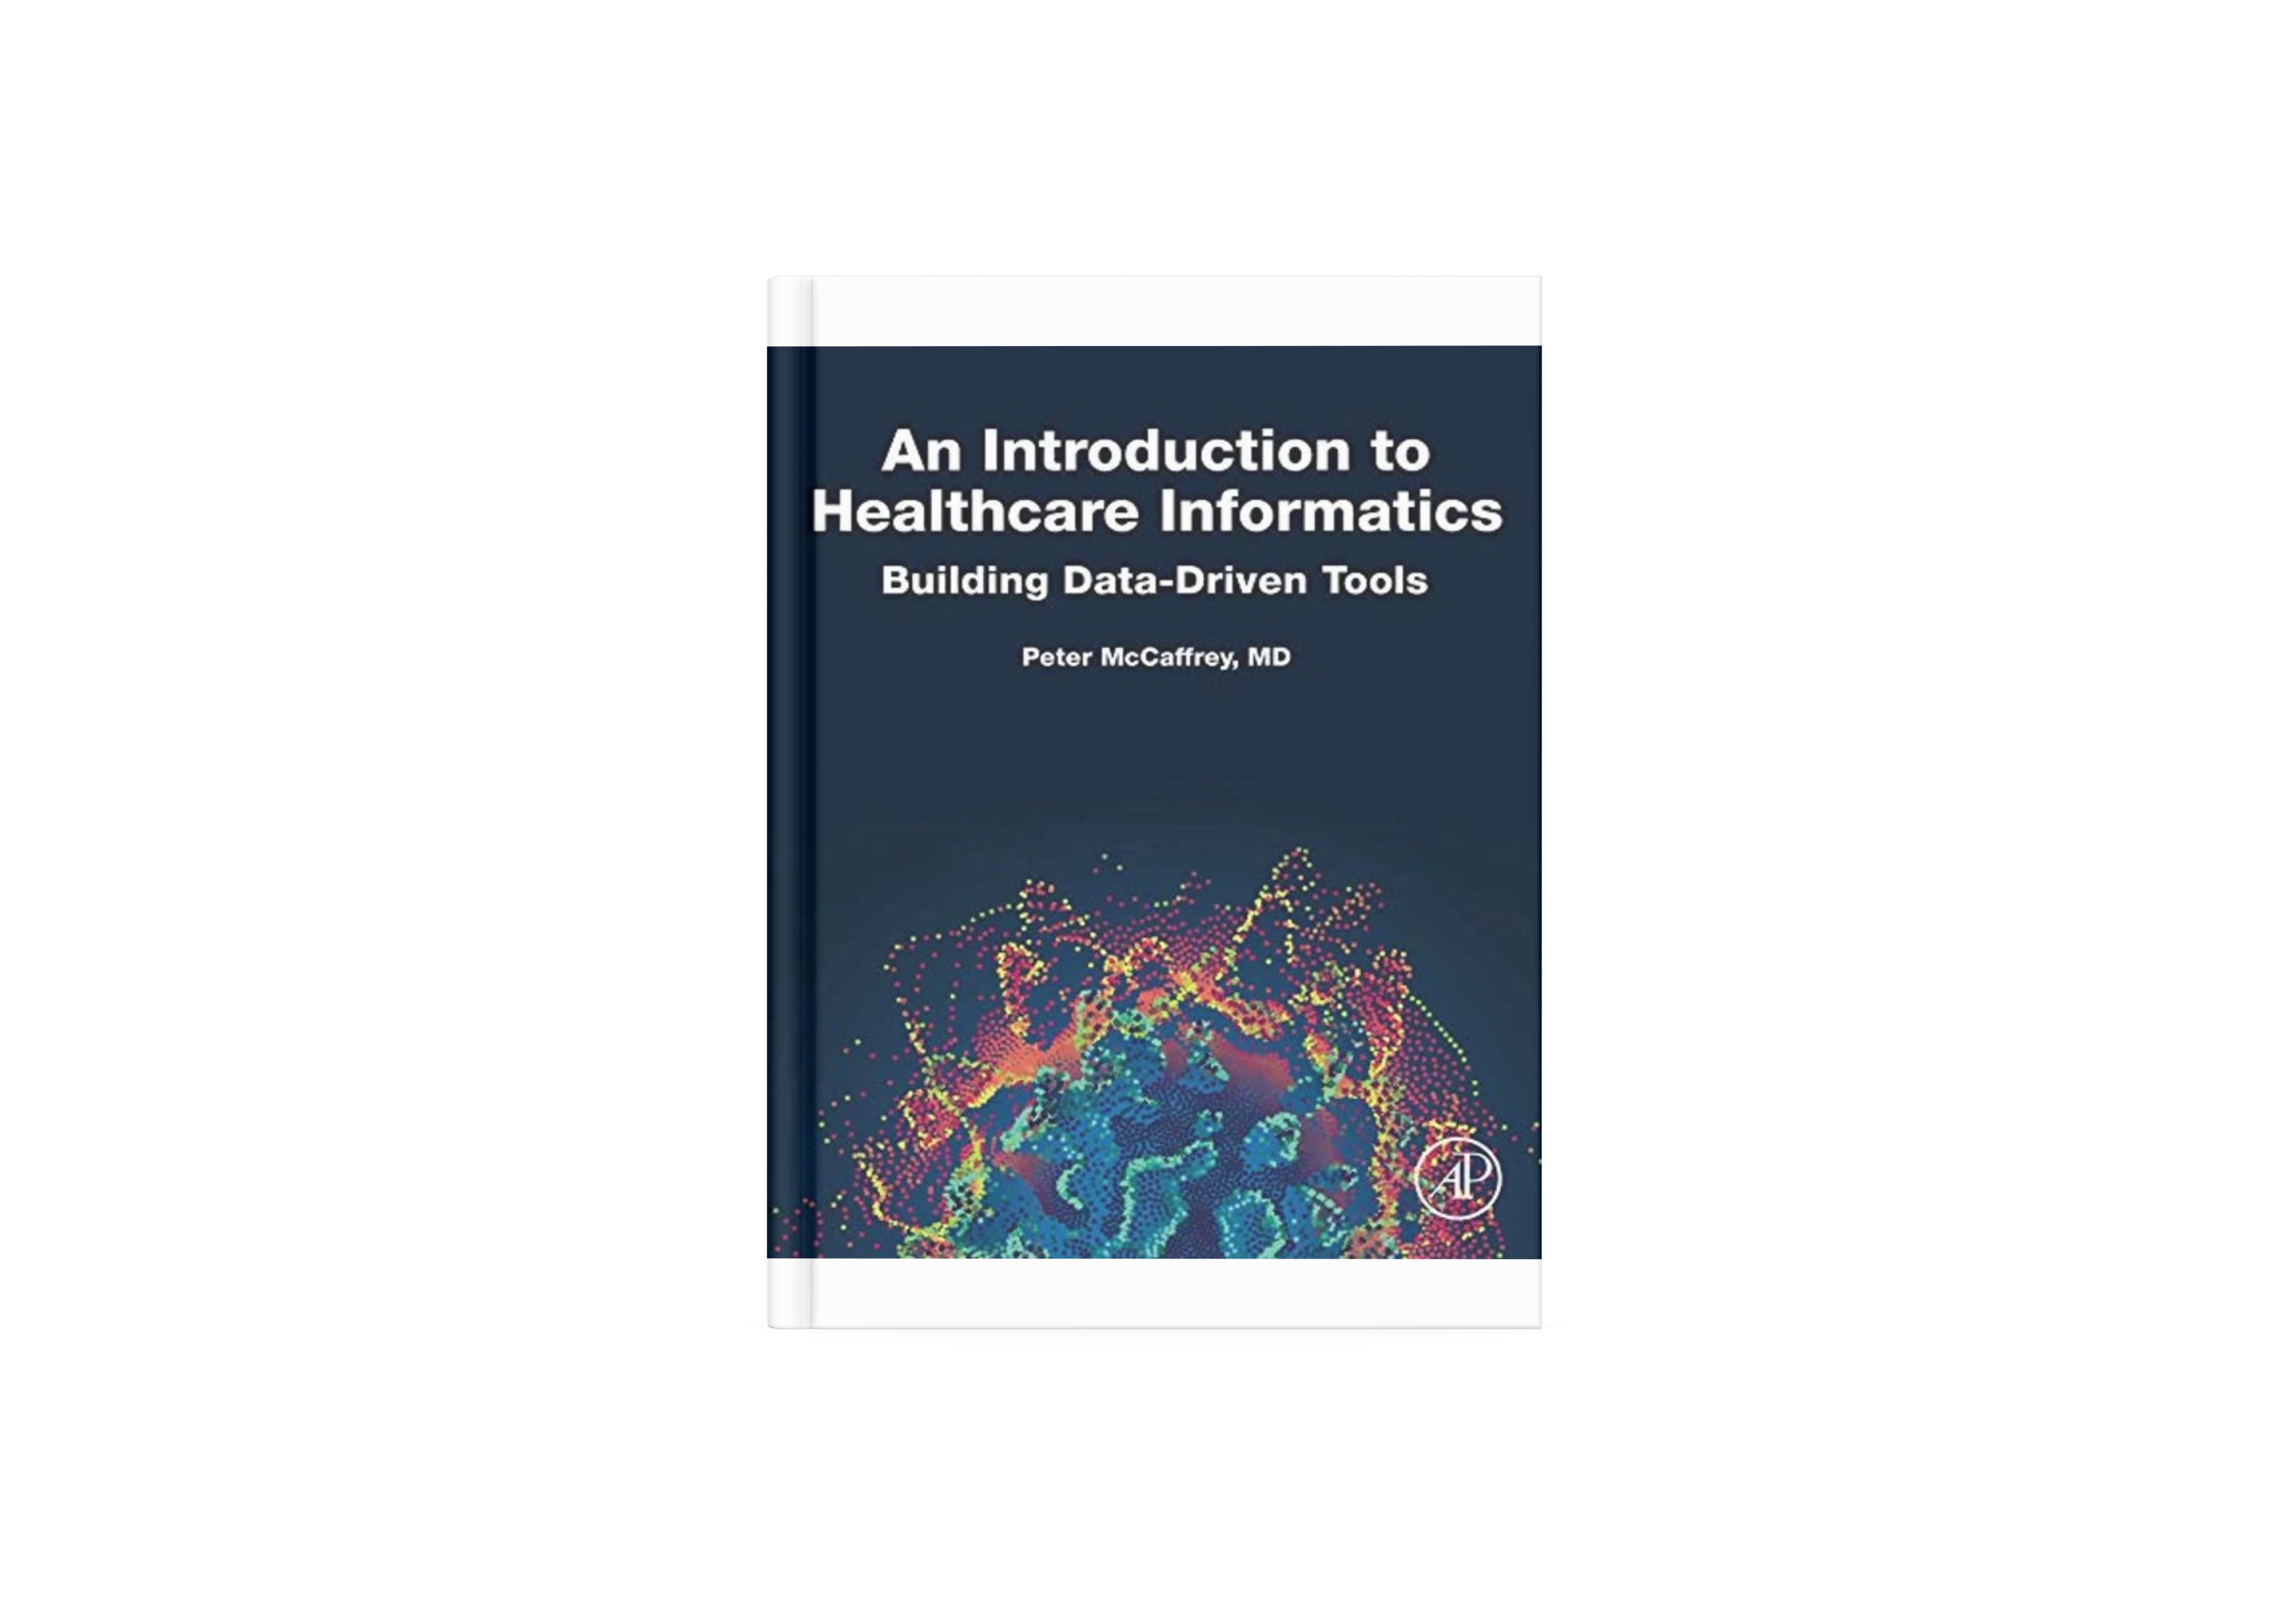 An Introduction to
Healthcare Informatics
Building Data-Driven Tools
Peter McCaffrey, MD
AP